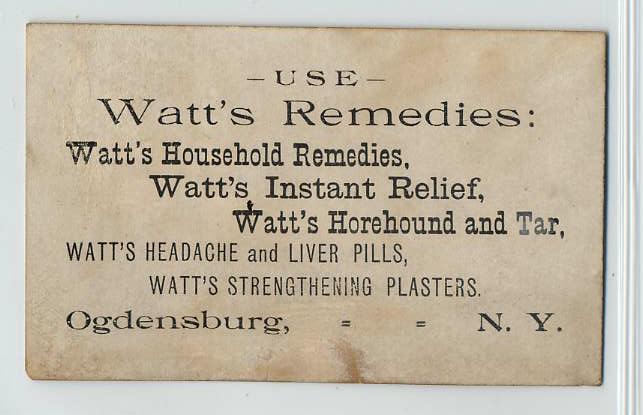 – USE –
Watt's Remedies:
Watt's Household Remedies,
Watt's Instant Relief,
Watt's Horehound and Tar,
WATT'S HEADACHE and LIVER PILLS,
WATT'S STRENGTHENING PLASTERS.
Ogdensburg, = = N. Y.